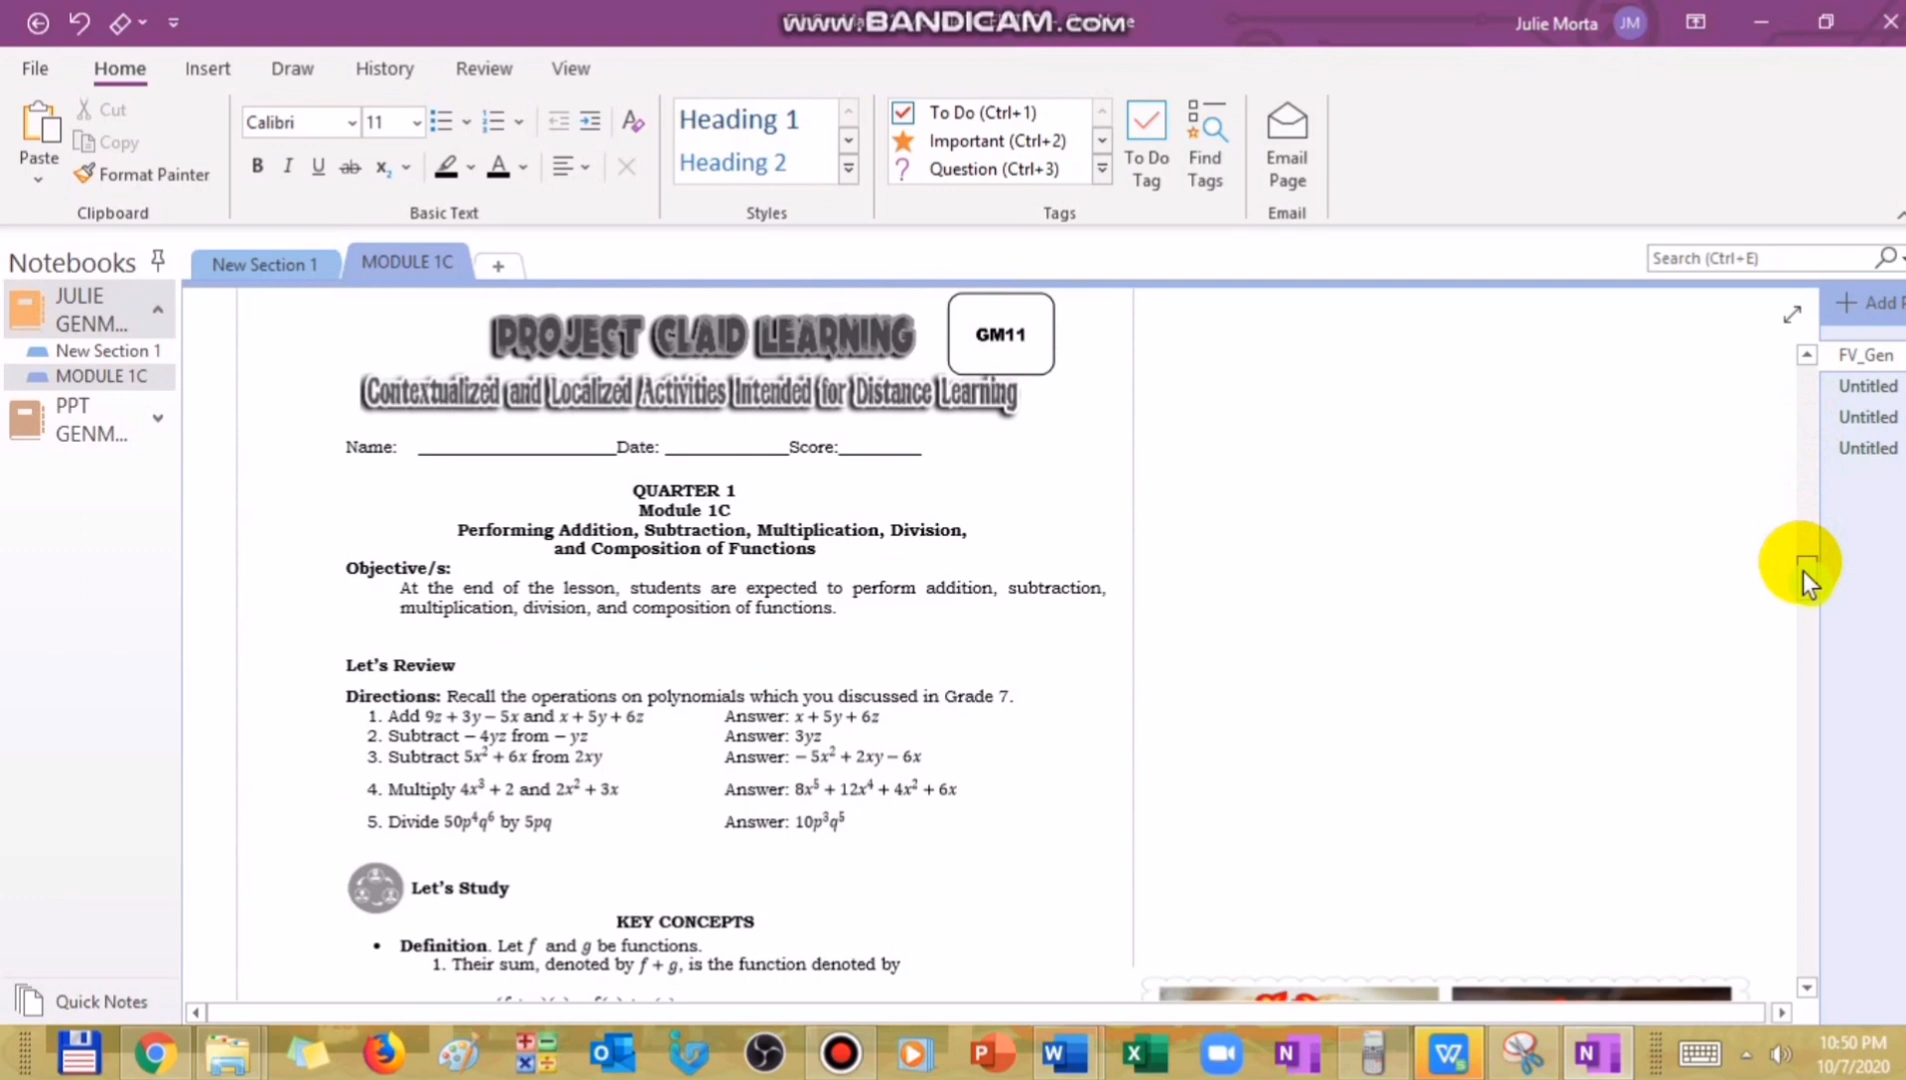 www.BANDICAM.com
Julie Morta JM
File Home Insert Draw History Review View
Paste
Cut
Copy
Format Painter
Clipboard
Calibri 11
B I U ab x₂ A
Basic Text
Heading 1
Heading 2
Styles
To Do (Ctrl+1)
Important (Ctrl+2)
Question (Ctrl+3)
Tags
To Do Tag
Find Tags
Email Page
Email
Notebooks
New Section 1 MODULE 1C +
Search (Ctrl+E)
JULIE GENM...
New Section 1
MODULE 1C
PPT GENM...
Quick Notes
FV_Gen
Untitled
Untitled
Untitled
PROJECT CLAID LEARNING
GM11
Contextualized and Localized Activities Intended for Distance Learning
Name: ____________________Date: ____________Score:________
QUARTER 1
Module 1C
Performing Addition, Subtraction, Multiplication, Division,
and Composition of Functions
Objective/s:
At the end of the lesson, students are expected to perform addition, subtraction,
multiplication, division, and composition of functions.
Let's Review
Directions: Recall the operations on polynomials which you discussed in Grade 7.
1. Add 9z + 3y – 5x and x + 5y + 6z Answer: x + 5y + 6z
2. Subtract – 4yz from – yz Answer: 3yz
3. Subtract 5x² + 6x from 2xy Answer: – 5x² + 2xy – 6x
4. Multiply 4x³ + 2 and 2x² + 3x Answer: 8x⁵ + 12x⁴ + 4x² + 6x
5. Divide 50p⁴q⁶ by 5pq Answer: 10p³q⁵
Let's Study
KEY CONCEPTS
• Definition. Let f and g be functions.
1. Their sum, denoted by f + g, is the function denoted by
10:50 PM
10/7/2020